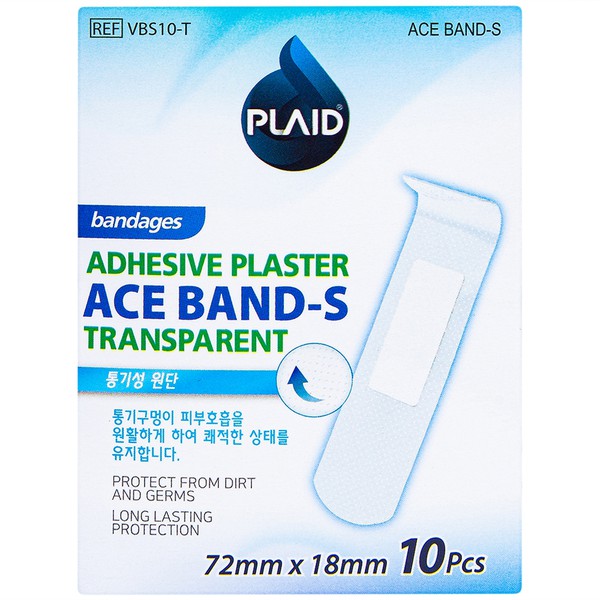 REF VBS10-T
ACE BAND-S
PLAID®
bandages
ADHESIVE PLASTER
ACE BAND-S
TRANSPARENT
통기성 원단
통기구멍이 피부호흡을
원활하게 하여 쾌적한 상태를
유지합니다.
PROTECT FROM DIRT
AND GERMS
LONG LASTING
PROTECTION
72mm x 18mm 10Pcs